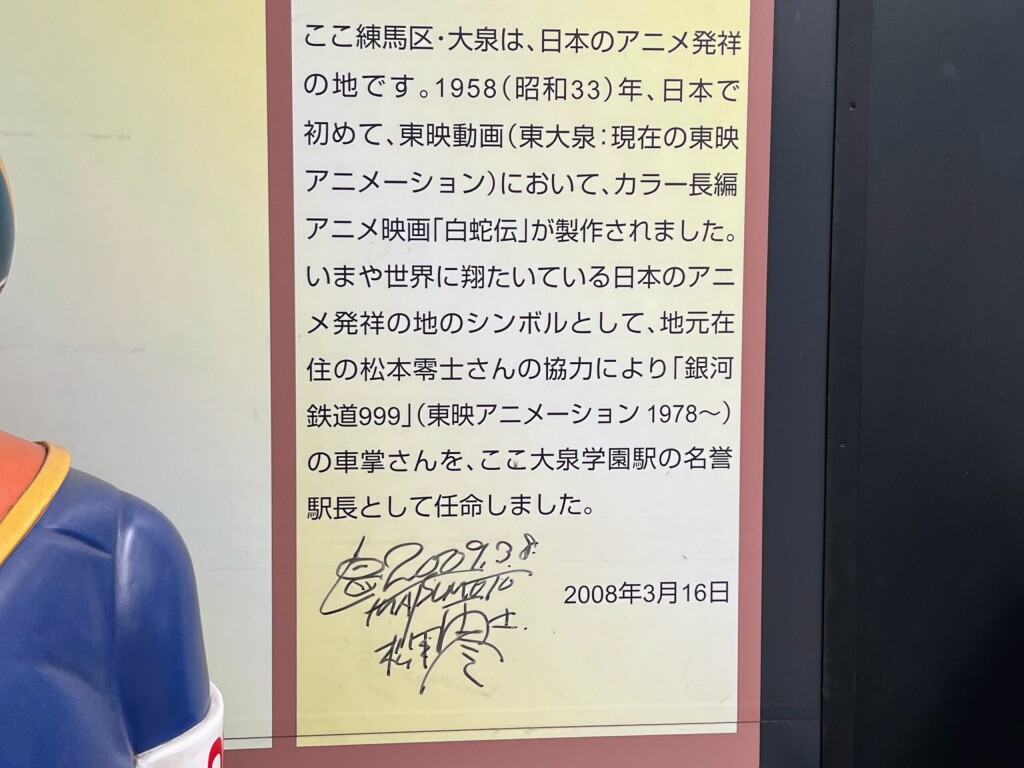 ここ練馬区・大泉は、日本のアニメ発祥
の地です。1958（昭和33）年、日本で
初めて、東映動画（東大泉：現在の東映
アニメーション）において、カラー長編
アニメ映画「白蛇伝」が製作されました。
いまや世界に翔たいている日本のアニ
メ発祥の地のシンボルとして、地元在
住の松本零士さんの協力により「銀河
鉄道999」（東映アニメーション 1978～）
の車掌さんを、ここ大泉学園駅の名誉
駅長として任命しました。
2009.3.8.
松本零士
2008年3月16日